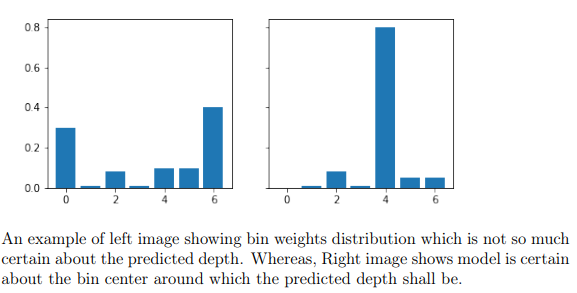 0.8
0.6
0.4
0.2
0.0
0 2 4 6
0 2 4 6
An example of left image showing bin weights distribution which is not so much
certain about the predicted depth. Whereas, Right image shows model is certain
about the bin center around which the predicted depth shall be.